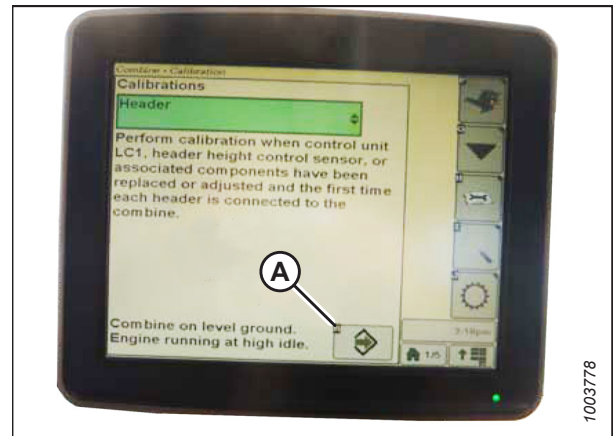 Combine - Calibration
Calibrations
Header
Perform calibration when control unit
LC1, header height control sensor, or
associated components have been
replaced or adjusted and the first time
each header is connected to the
combine.
A
Combine on level ground.
Engine running at high idle.
3:18pm
1/5
1003778